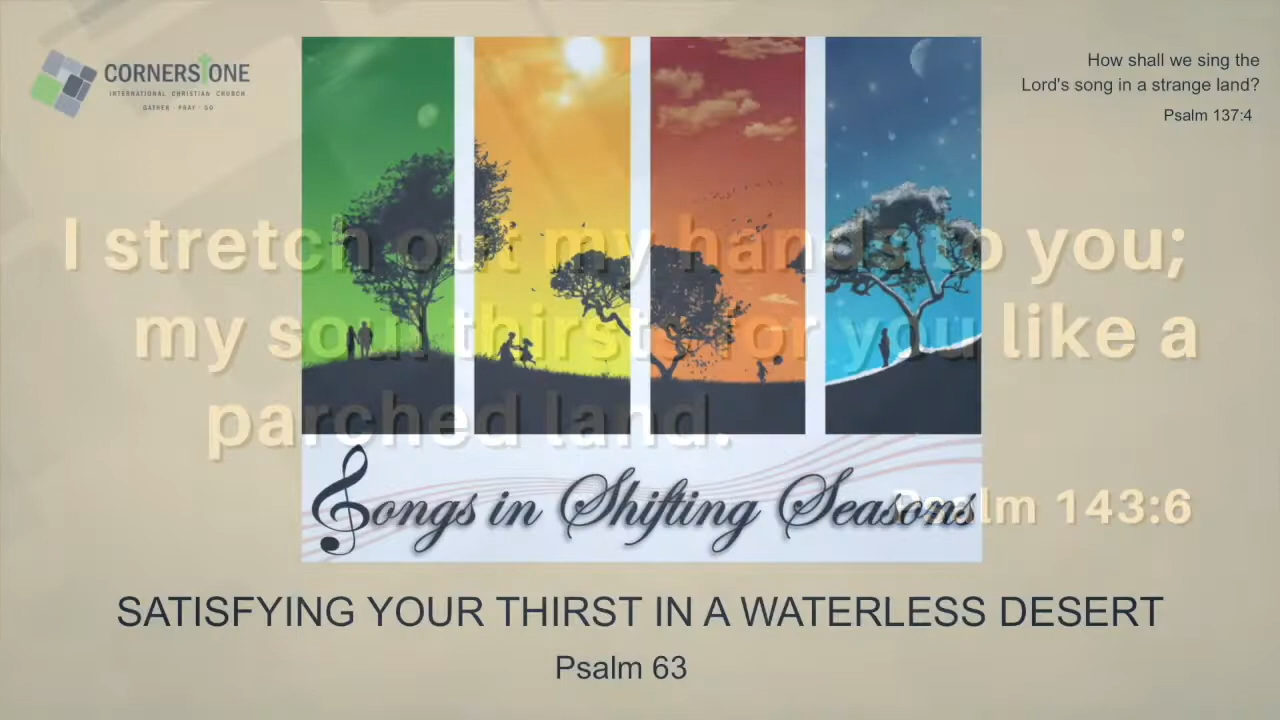 CORNERSTONE
INTERNATIONAL CHRISTIAN CHURCH
GATHER · PRAY · GO
How shall we sing the
Lord's song in a strange land?
Psalm 137:4
I stretch out my hands to you;
my soul thirsts for you like a
parched land.
Psalm 143:6
Songs in Shifting Seasons
SATISFYING YOUR THIRST IN A WATERLESS DESERT
Psalm 63